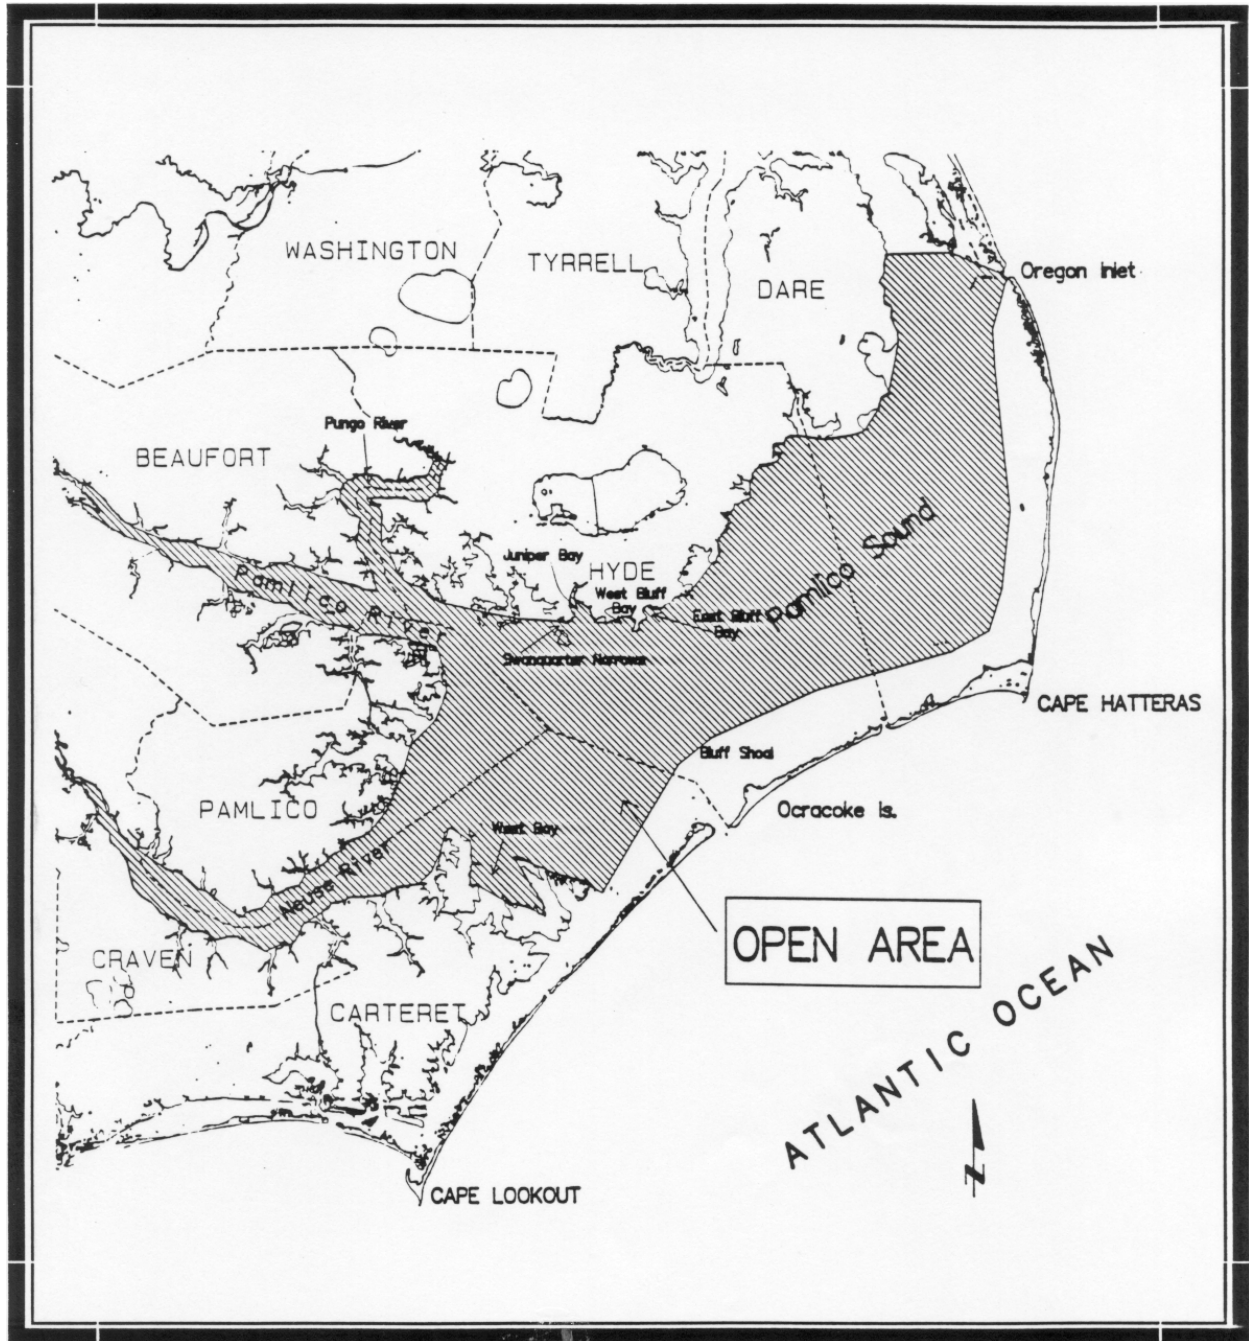 WASHINGTON
TYRRELL
DARE
Oregon Inlet
Pungo River
BEAUFORT
Pamlico Sound
Juniper Bay
HYDE
West Bluff
Bay
East Bluff
Bay
Pamlico River
Swanquarter Narrows
CAPE HATTERAS
Bluff Shoal
PAMLICO
Ocracoke Is.
West Bay
Neuse River
OPEN AREA
CRAVEN
CARTERET
ATLANTIC OCEAN
N
CAPE LOOKOUT